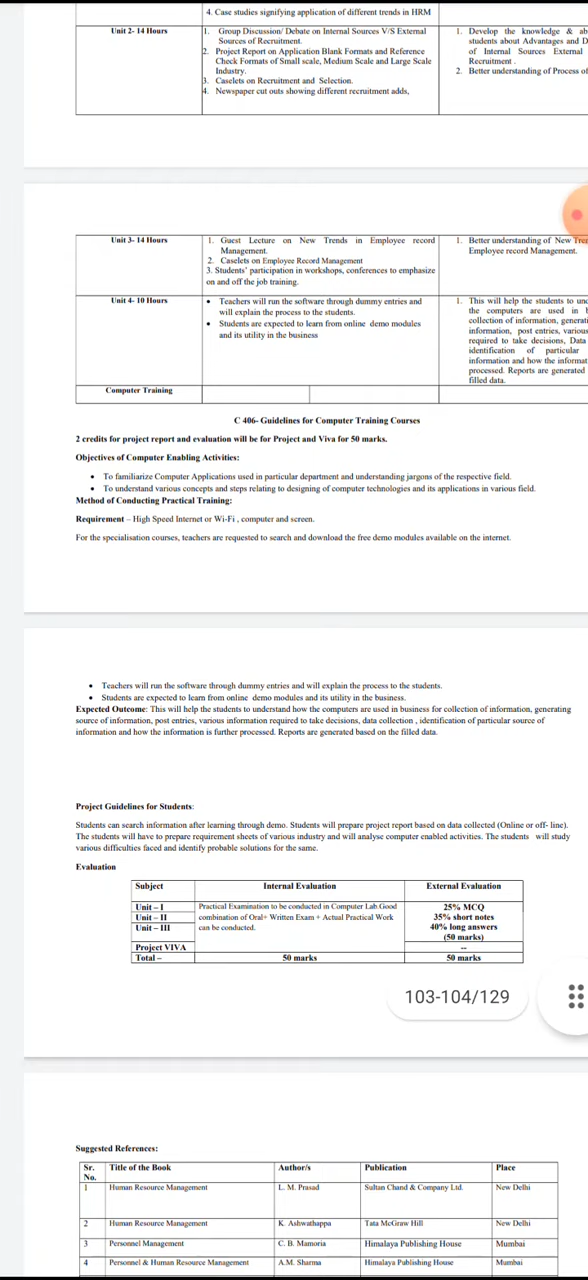 4. Case studies signifying application of different trends in HRM
Unit 2- 14 Hours
1. Group Discussion/ Debate on Internal Sources V/S External
Sources of Recruitment.
2. Project Report on Application Blank Formats and Reference
Check Formats of Small scale, Medium Scale and Large Scale
Industry.
3. Caselets on Recruitment and Selection.
4. Newspaper cut outs showing different recruitment adds,
1. Develop the knowledge & ab
students about Advantages and D
of Internal Sources External
Recruitment .
2. Better understanding of Process of
Unit 3- 14 Hours
1. Guest Lecture on New Trends in Employee record
Management.
2. Caselets on Employee Record Management
3. Students' participation in workshops, conferences to emphasize
on and off the job training.
1. Better understanding of New Tre
Employee record Management.
Unit 4- 10 Hours
• Teachers will run the software through dummy entries and
will explain the process to the students.
• Students are expected to learn from online demo modules
and its utility in the business
1. This will help the students to und
the computers are used in b
collection of information, generati
information, post entries, various
required to take decisions, Data
identification of particular
information and how the informat
processed. Reports are generated
filled data.
Computer Training
C 406- Guidelines for Computer Training Courses
2 credits for project report and evaluation will be for Project and Viva for 50 marks.
Objectives of Computer Enabling Activities:
• To familiarize Computer Applications used in particular department and understanding jargons of the respective field.
• To understand various concepts and steps relating to designing of computer technologies and its applications in various field.
Method of Conducting Practical Training:
Requirement – High Speed Internet or Wi-Fi , computer and screen.
For the specialisation courses, teachers are requested to search and download the free demo modules available on the internet.
• Teachers will run the software through dummy entries and will explain the process to the students.
• Students are expected to learn from online demo modules and its utility in the business.
Expected Outcome: This will help the students to understand how the computers are used in business for collection of information, generating
source of information, post entries, various information required to take decisions, data collection , identification of particular source of
information and how the information is further processed. Reports are generated based on the filled data.
Project Guidelines for Students:
Students can search information after learning through demo. Students will prepare project report based on data collected (Online or off- line).
The students will have to prepare requirement sheets of various industry and will analyse computer enabled activities. The students will study
various difficulties faced and identify probable solutions for the same.
Evaluation
Subject Internal Evaluation External Evaluation
Unit – I Practical Examination to be conducted in Computer Lab.Good 25% MCQ
Unit – II combination of Oral+ Written Exam + Actual Practical Work 35% short notes
Unit – III can be conducted. 40% long answers
(50 marks)
Project VIVA --
Total – 50 marks 50 marks
103-104/129
Suggested References:
Sr. Title of the Book Author/s Publication Place
No.
1 Human Resource Management L. M. Prasad Sultan Chand & Company Ltd. New Delhi
2 Human Resource Management K. Ashwathappa Tata McGraw Hill New Delhi
3 Personnel Management C. B. Mamoria Himalaya Publishing House Mumbai
4 Personnel & Human Resource Management A.M. Sharma Himalaya Publishing House Mumbai